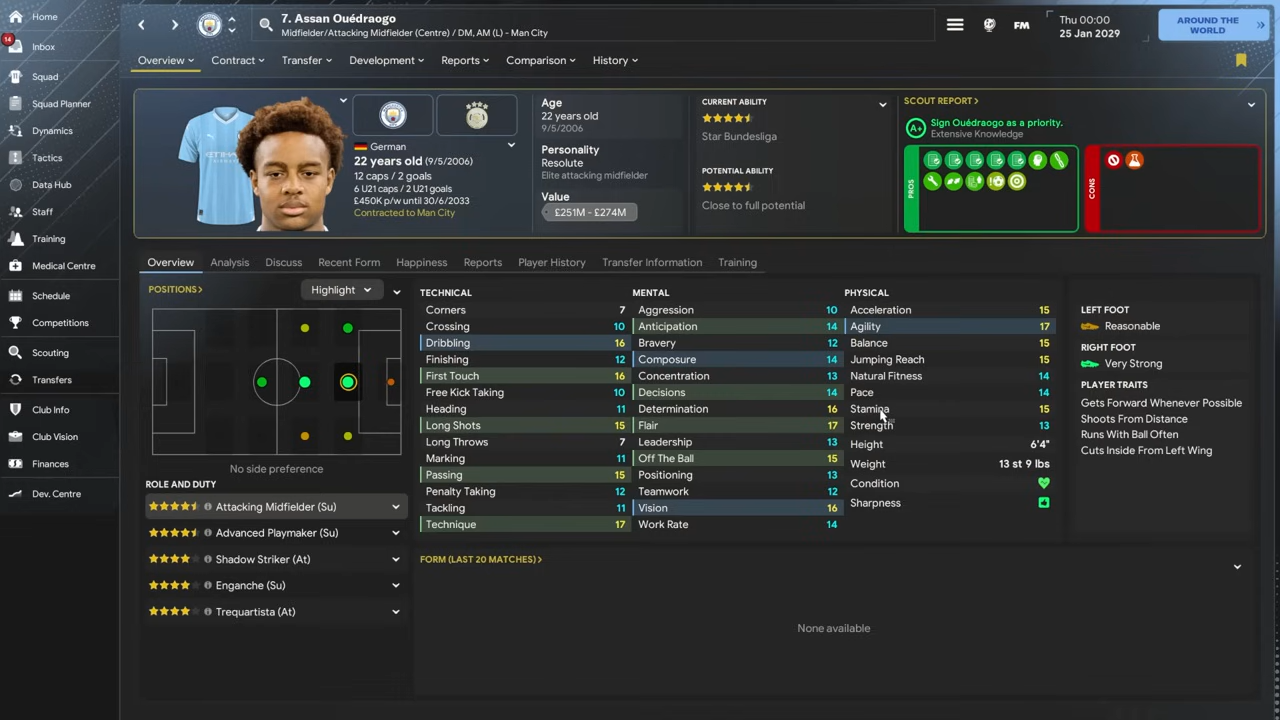 Home
14
Inbox
Squad
Squad Planner
Dynamics
Tactics
Data Hub
Staff
Training
Medical Centre
Schedule
Competitions
Scouting
Transfers
Club Info
Club Vision
Finances
Dev. Centre
7. Assan Ouédraogo
Midfielder/Attacking Midfielder (Centre) / DM, AM (L) - Man City
FM
Thu 00:00
25 Jan 2029
AROUND THE
WORLD
Overview
Contract
Transfer
Development
Reports
Comparison
History
German
22 years old (9/5/2006)
12 caps / 2 goals
6 U21 caps / 2 U21 goals
£450K p/w until 30/6/2033
Contracted to Man City
Age
22 years old
9/5/2006
Personality
Resolute
Elite attacking midfielder
Value
£251M - £274M
CURRENT ABILITY
Star Bundesliga
POTENTIAL ABILITY
Close to full potential
SCOUT REPORT >
A+
Sign Ouédraogo as a priority.
Extensive Knowledge
PROS
CONS
Overview
Analysis
Discuss
Recent Form
Happiness
Reports
Player History
Transfer Information
Training
POSITIONS >
Highlight
No side preference
ROLE AND DUTY
Attacking Midfielder (Su)
Advanced Playmaker (Su)
Shadow Striker (At)
Enganche (Su)
Trequartista (At)
TECHNICAL
Corners 7
Crossing 10
Dribbling 16
Finishing 12
First Touch 16
Free Kick Taking 10
Heading 11
Long Shots 15
Long Throws 7
Marking 11
Passing 15
Penalty Taking 12
Tackling 11
Technique 17
MENTAL
Aggression 10
Anticipation 14
Bravery 12
Composure 14
Concentration 13
Decisions 14
Determination 16
Flair 17
Leadership 13
Off The Ball 15
Positioning 13
Teamwork 12
Vision 16
Work Rate 14
PHYSICAL
Acceleration 15
Agility 17
Balance 15
Jumping Reach 15
Natural Fitness 14
Pace 14
Stamina 15
Strength 13
Height 6'4"
Weight 13 st 9 lbs
Condition
Sharpness
LEFT FOOT
Reasonable
RIGHT FOOT
Very Strong
PLAYER TRAITS
Gets Forward Whenever Possible
Shoots From Distance
Runs With Ball Often
Cuts Inside From Left Wing
FORM (LAST 20 MATCHES) >
None available